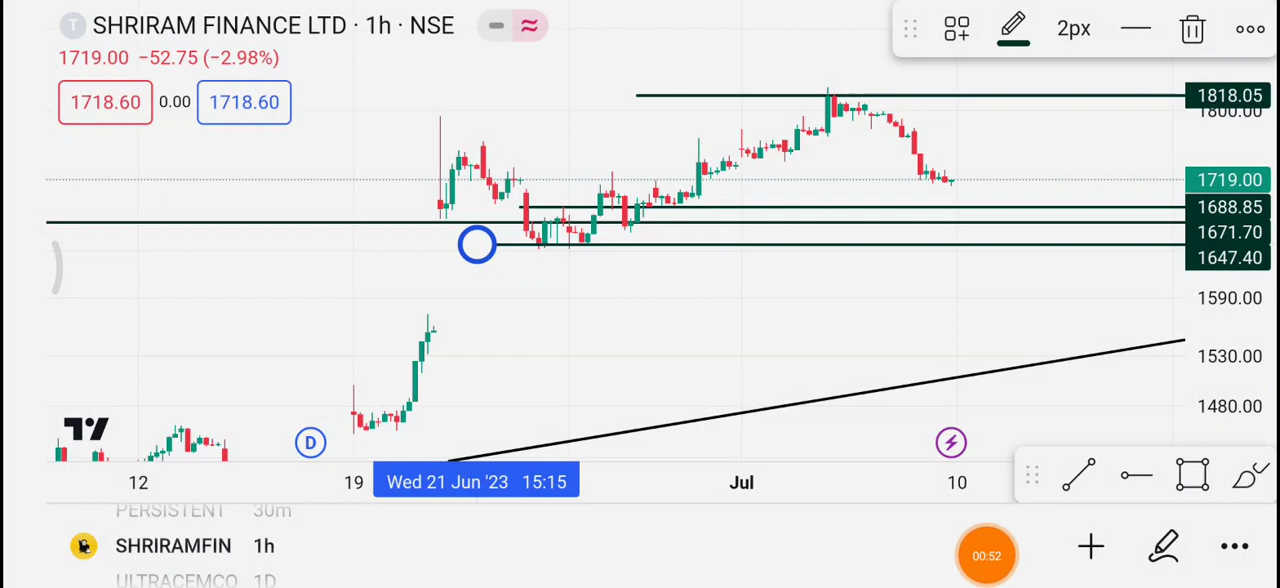 T SHRIRAM FINANCE LTD · 1h · NSE
1719.00 −52.75 (−2.98%)
1718.60 0.00 1718.60
2px
1818.05
1800.00
1719.00
1688.85
1671.70
1647.40
1590.00
1530.00
1480.00
D
12 19 Wed 21 Jun '23 15:15 Jul 10
PERSISTENT 30m
SHRIRAMFIN 1h
ULTRACEMCO 1D
00:52